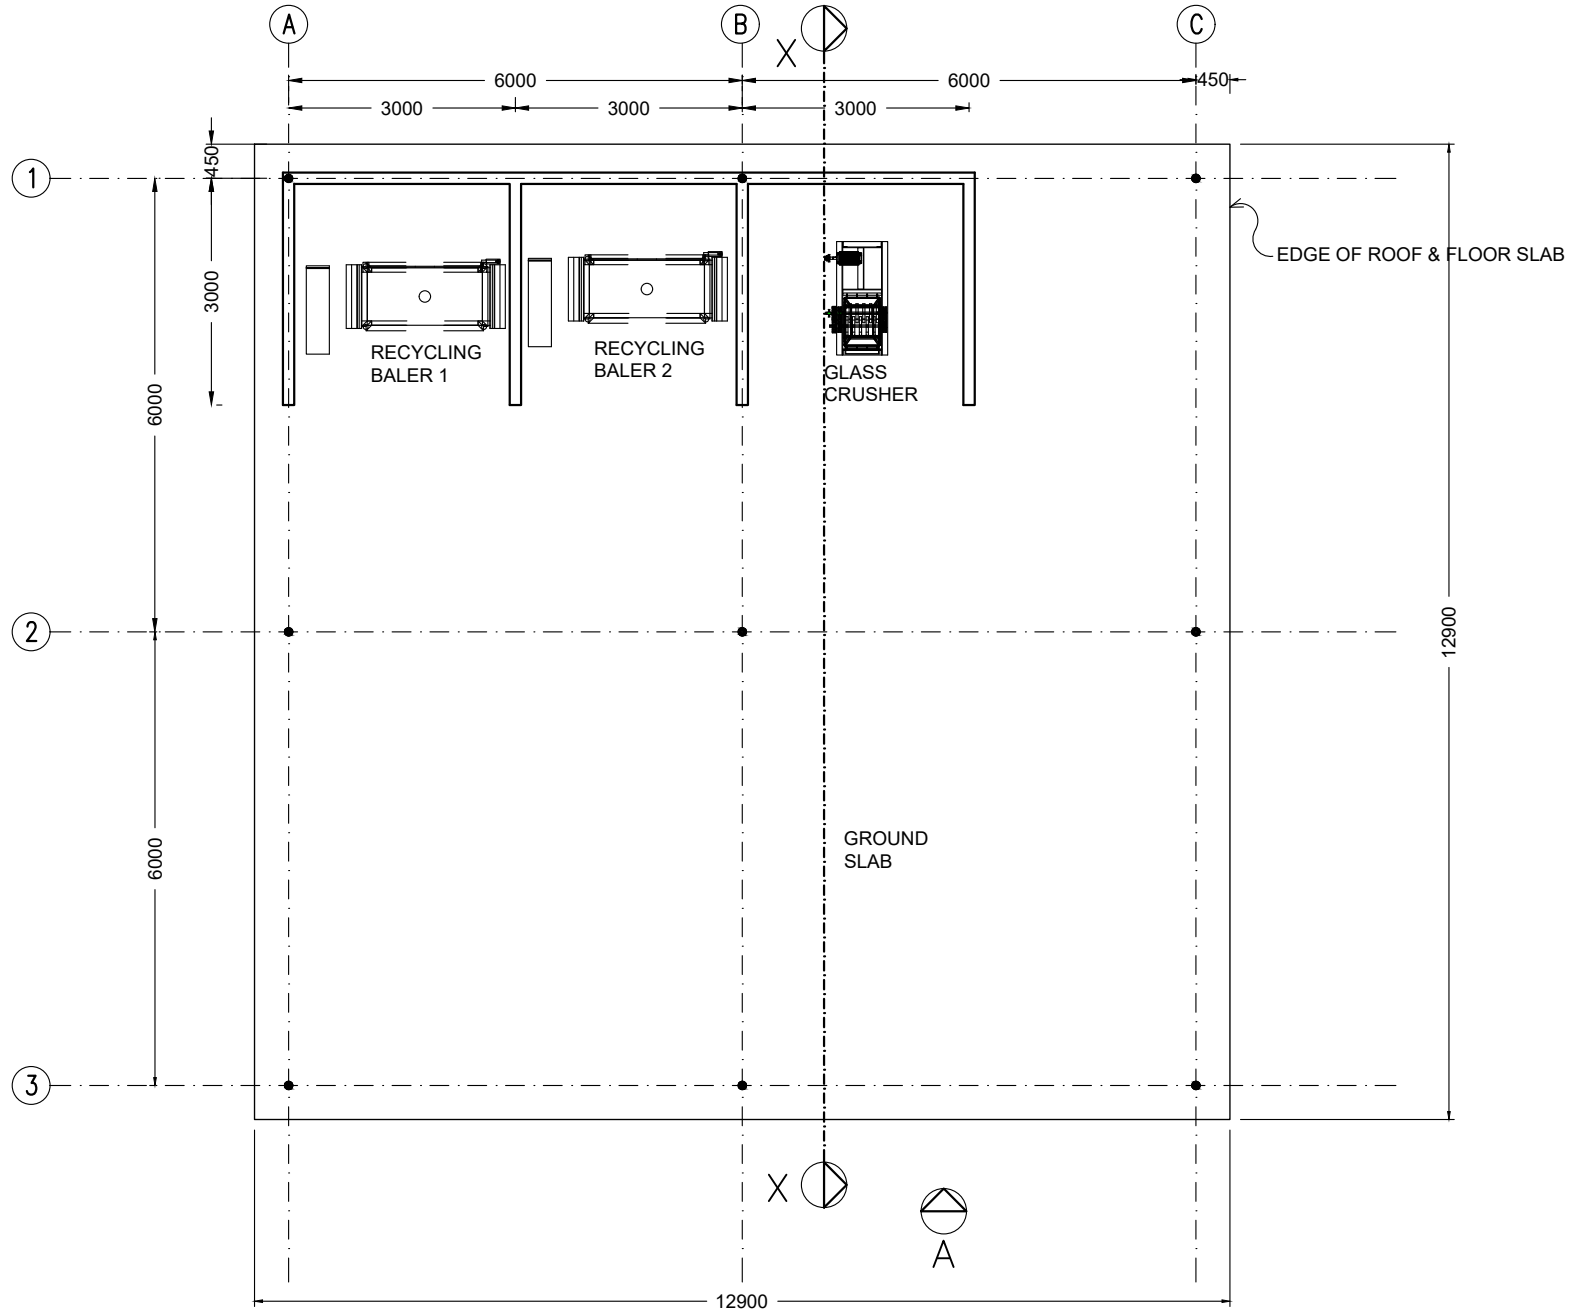 A
B
C
X
6000
6000
450
3000
3000
3000
450
1
EDGE OF ROOF & FLOOR SLAB
3000
RECYCLING
BALER 1
RECYCLING
BALER 2
GLASS
CRUSHER
6000
2
12900
GROUND
SLAB
6000
3
X
A
12900